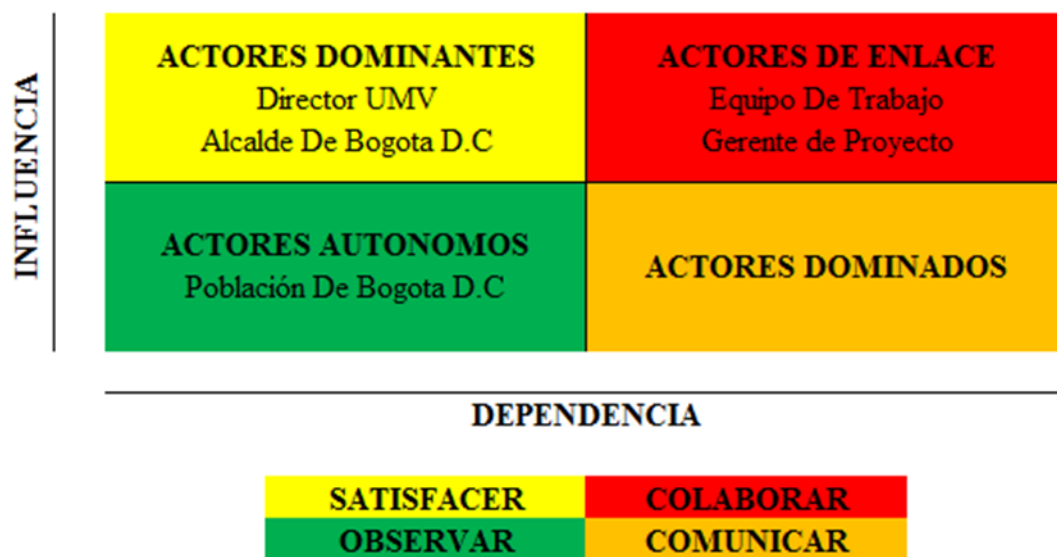 INFLUENCIA
ACTORES DOMINANTES
Director UMV
Alcalde De Bogota D.C
ACTORES DE ENLACE
Equipo De Trabajo
Gerente de Proyecto
ACTORES AUTONOMOS
Población De Bogota D.C
ACTORES DOMINADOS
DEPENDENCIA
SATISFACER
COLABORAR
OBSERVAR
COMUNICAR